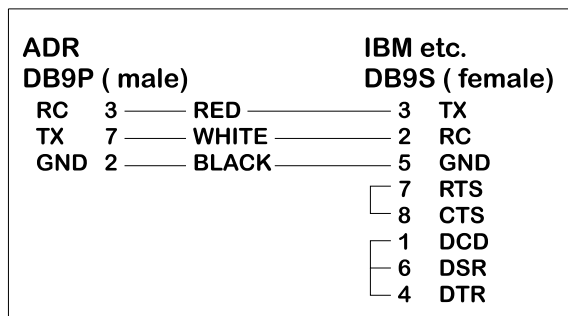 ADR IBM etc.
DB9P ( male) DB9S ( female)
RC 3 RED 3 TX
TX 7 WHITE 2 RC
GND 2 BLACK 5 GND
7 RTS
8 CTS
1 DCD
6 DSR
4 DTR